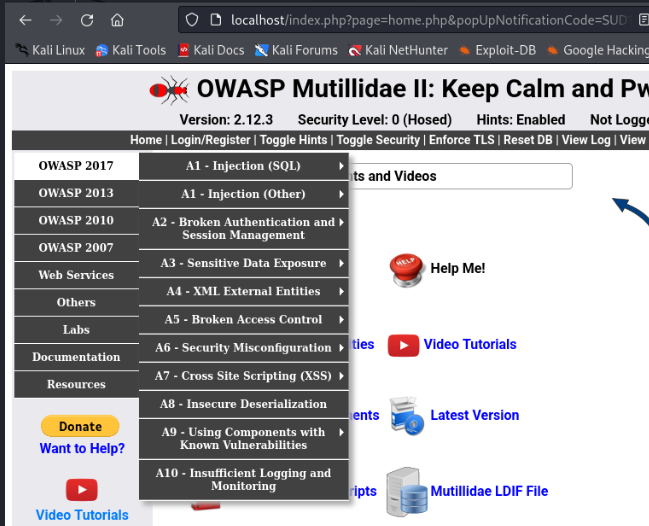 localhost/index.php?page=home.php&popUpNotificationCode=SUD
Kali Linux Kali Tools Kali Docs Kali Forums Kali NetHunter Exploit-DB Google Hacking
OWASP Mutillidae II: Keep Calm and Pw
Version: 2.12.3 Security Level: 0 (Hosed) Hints: Enabled Not Logge
Home | Login/Register | Toggle Hints | Toggle Security | Enforce TLS | Reset DB | View Log | View
OWASP 2017
OWASP 2013
OWASP 2010
OWASP 2007
Web Services
Others
Labs
Documentation
Resources
Donate
Want to Help?
Video Tutorials
A1 - Injection (SQL)
A1 - Injection (Other)
A2 - Broken Authentication and
Session Management
A3 - Sensitive Data Exposure
A4 - XML External Entities
A5 - Broken Access Control
A6 - Security Misconfiguration
A7 - Cross Site Scripting (XSS)
A8 - Insecure Deserialization
A9 - Using Components with
Known Vulnerabilities
A10 - Insufficient Logging and
Monitoring
ts and Videos
HELP
Help Me!
ties
Video Tutorials
ents
Latest Version
ipts
Mutillidae LDIF File